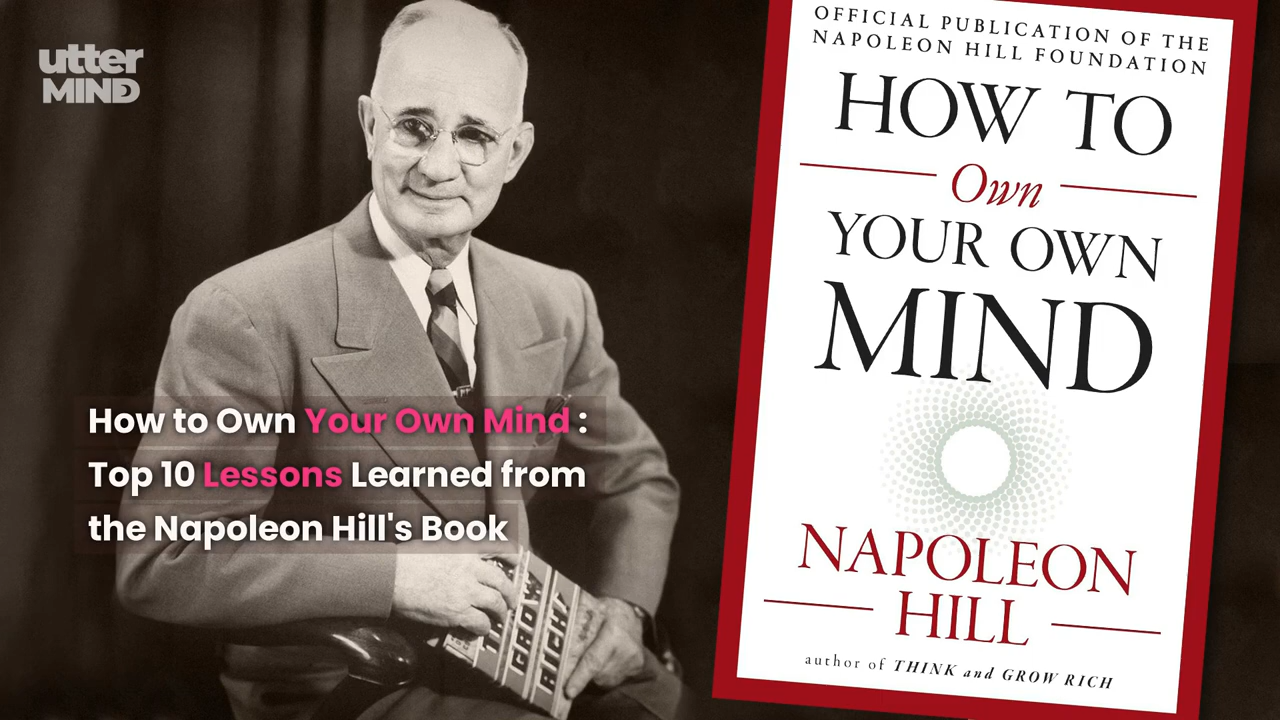 utter
MIND
How to Own Your Own Mind :
Top 10 Lessons Learned from
the Napoleon Hill's Book
GROW
RICH
OFFICIAL PUBLICATION OF THE
NAPOLEON HILL FOUNDATION
HOW TO
Own
YOUR OWN
MIND
NAPOLEON
HILL
author of THINK and GROW RICH